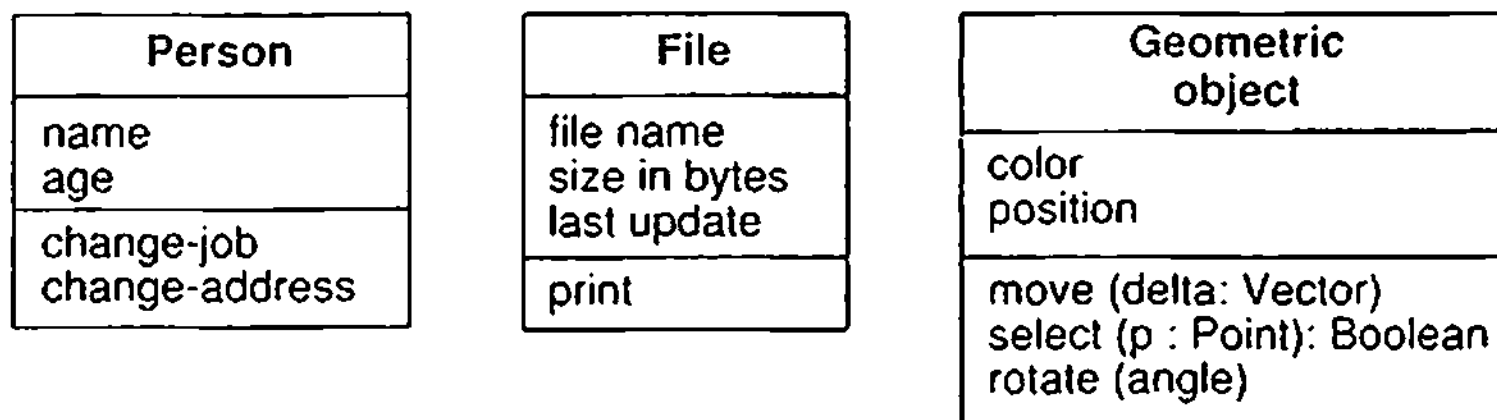 Person
name
age
change-job
change-address
File
file name
size in bytes
last update
print
Geometric
object
color
position
move (delta: Vector)
select (p : Point): Boolean
rotate (angle)